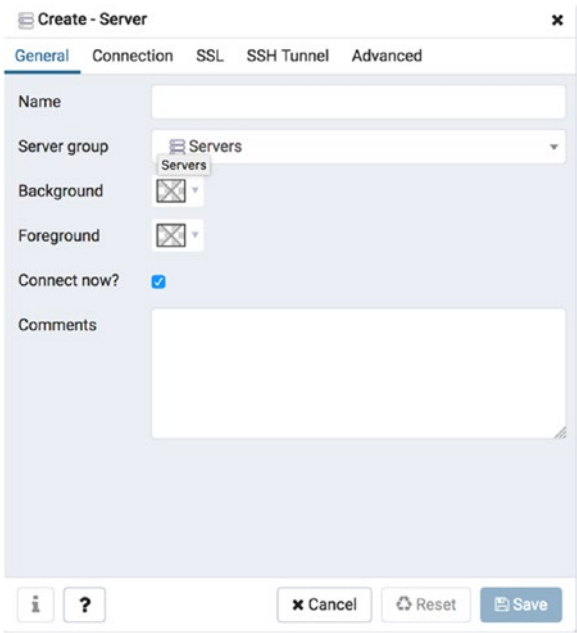 Create - Server
General Connection SSL SSH Tunnel Advanced
Name
Server group Servers
Servers
Background
Foreground
Connect now?
Comments
i ? Cancel Reset Save